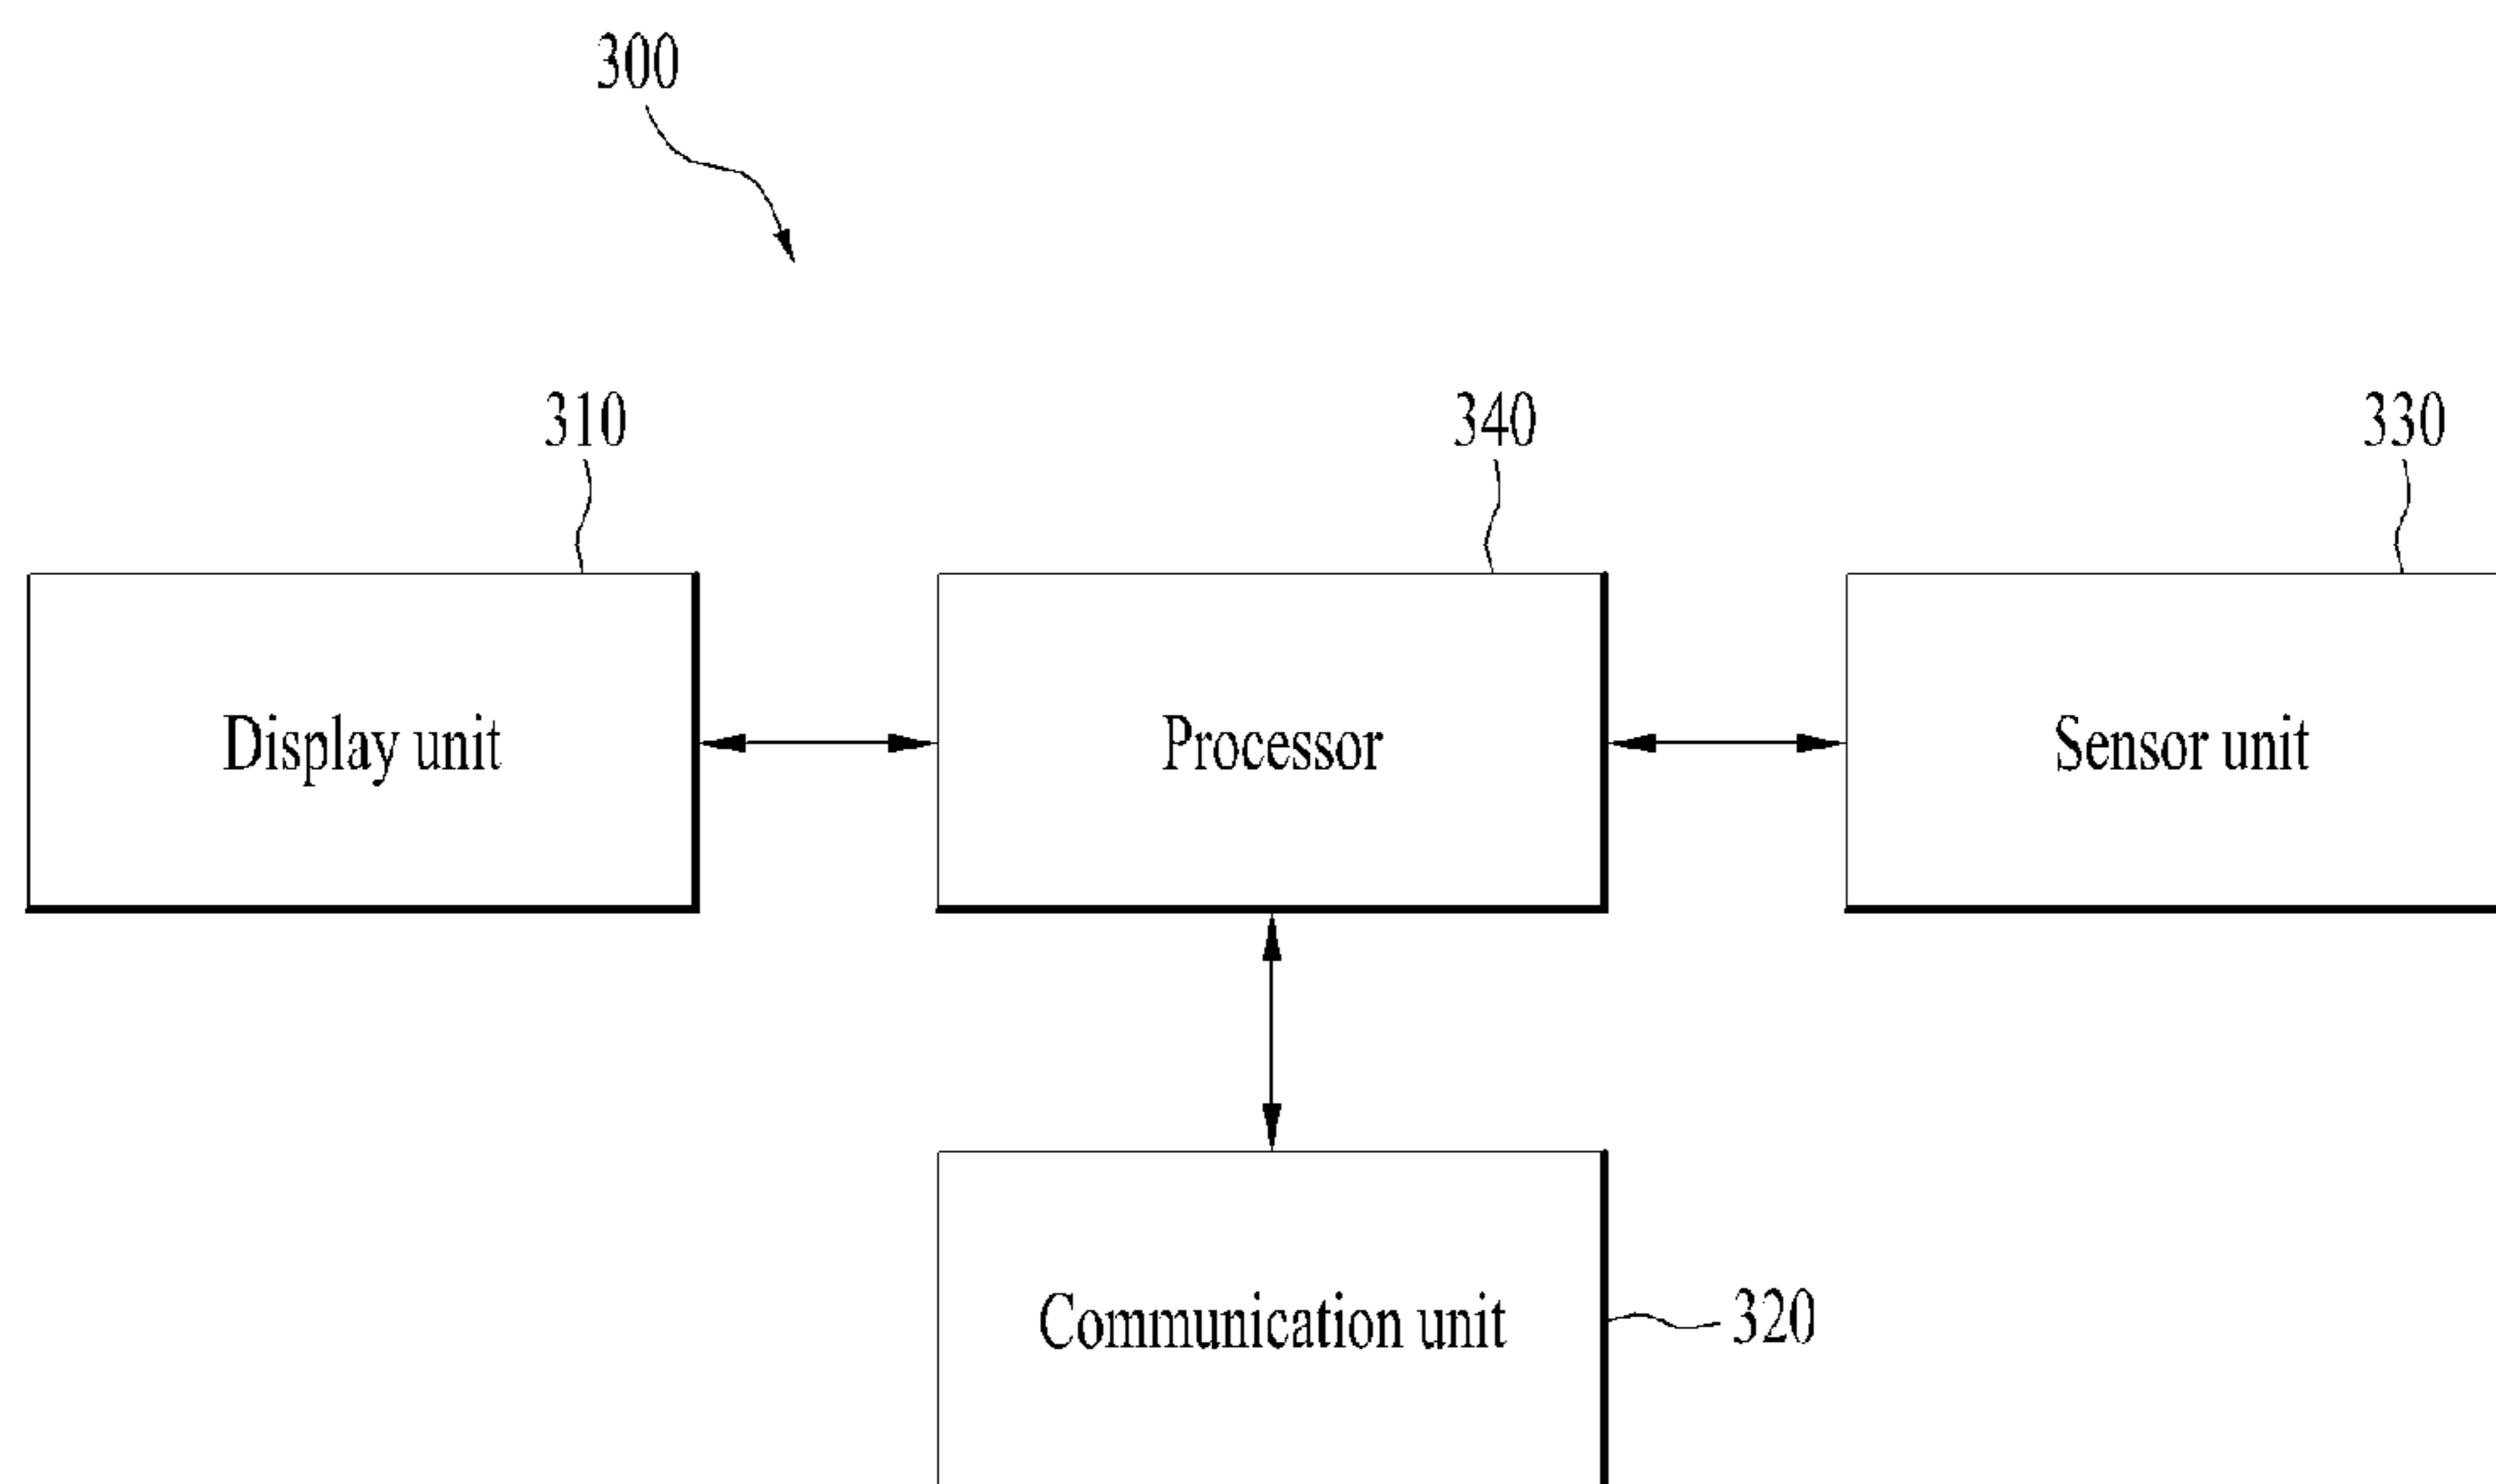 300
310
340
330
Display unit
Processor
Sensor unit
Communication unit
320